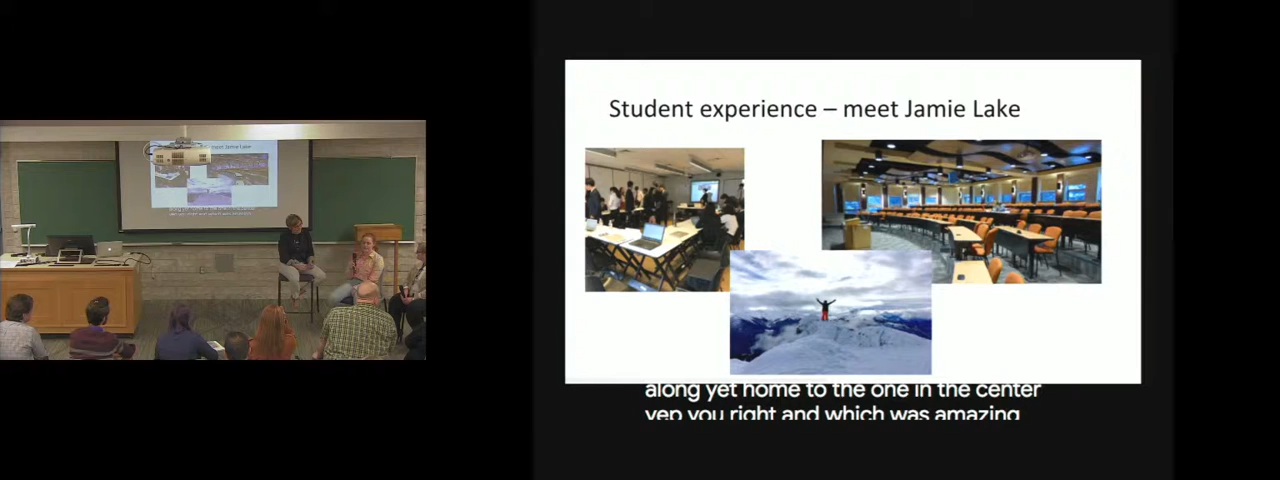 Student experience – meet Jamie Lake
along yet home to the one in the center
yep you right and which was amazing